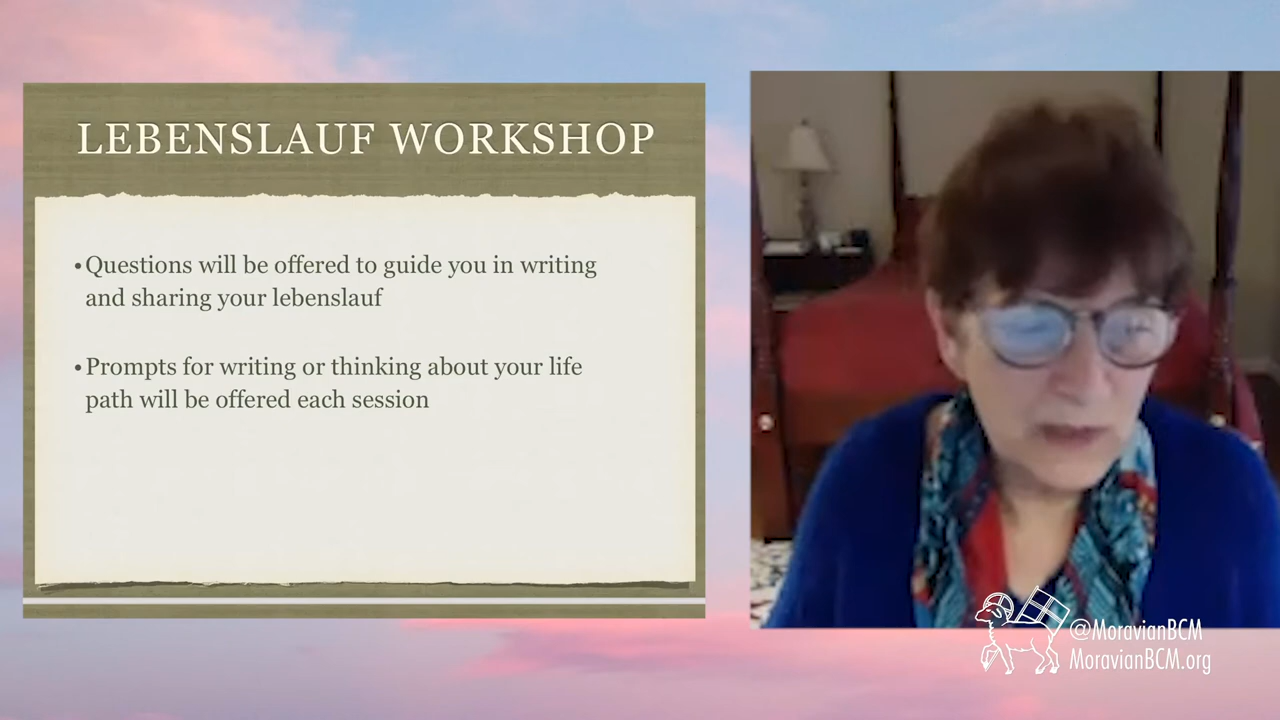 LEBENSLAUF WORKSHOP
•Questions will be offered to guide you in writing
and sharing your lebenslauf
•Prompts for writing or thinking about your life
path will be offered each session
@MoravianBCM
MoravianBCM.org